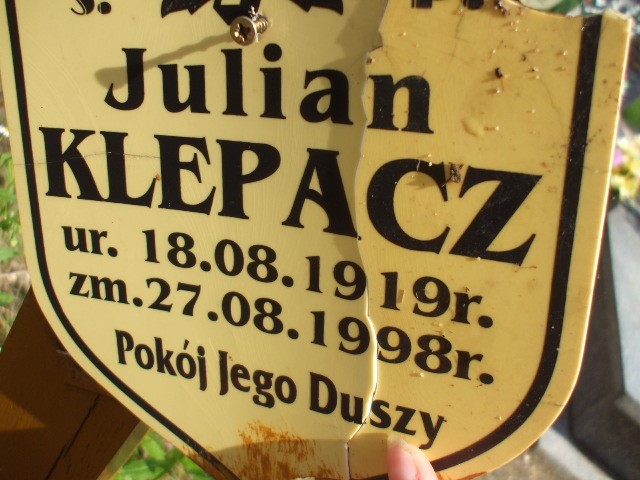 Julian
KLEPACZ
ur. 18.08.1919r.
zm.27.08.1998r.
Pokój Jego Duszy